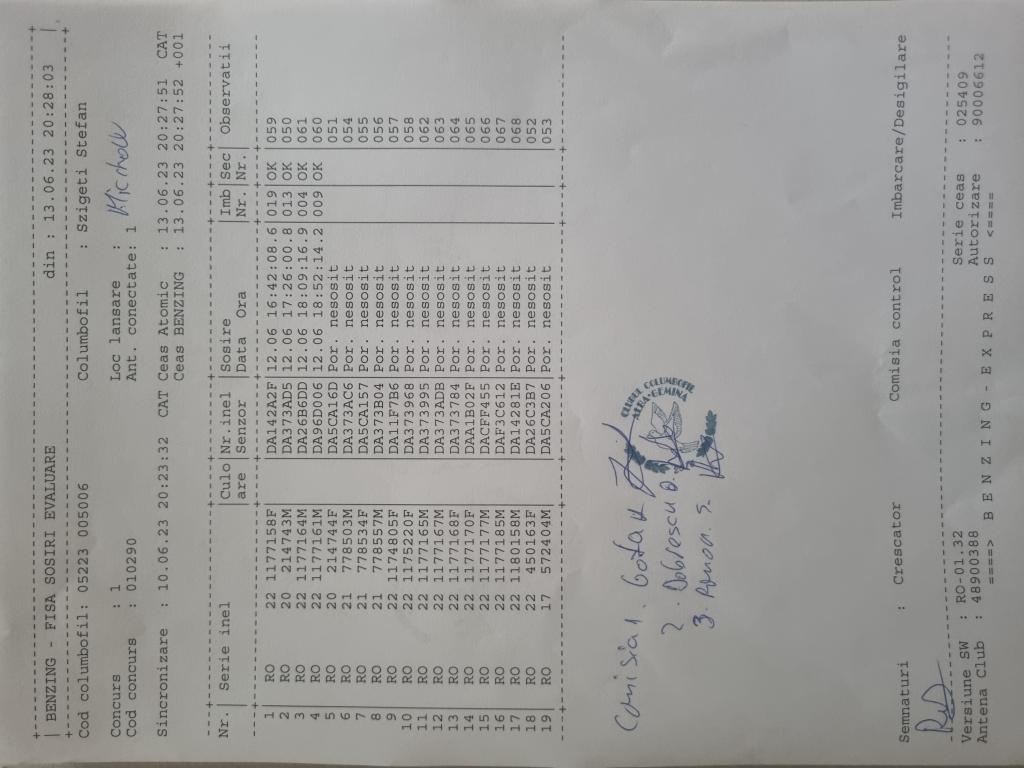 BENZING - FISA SOSIRI EVALUARE din : 13.06.23 20:28:03
Cod columbofil: 05223 005006 Columbofil : Szigeti Stefan
Concurs : 1 Loc lansare :
Cod concurs : 010290 Ant. conectate: 1
Sincronizare : 10.06.23 20:23:32 CAT Ceas Atomic : 13.06.23 20:27:51 CAT
Ceas BENZING : 13.06.23 20:27:52 +001
Nr. | Serie inel |Culo|Nr.inel |Sosire |Imb|Sec| Observatii
are |Senzor |Data Ora |Nr.|Nr.|
1 RO 22 1177158F DA142A2F 12.06 16:42:08.6 019 OK 059
2 RO 20 214743M DA373AD5 12.06 17:26:00.8 013 OK 050
3 RO 22 1177164M DA26B6DD 12.06 18:09:16.9 004 OK 061
4 RO 22 1177161M DA96D006 12.06 18:52:14.2 009 OK 060
5 RO 20 214744F DA5CA16D Por. nesosit 051
6 RO 21 778503M DA373AC6 Por. nesosit 054
7 RO 21 778534F DA5CA157 Por. nesosit 055
8 RO 21 778557M DA373B04 Por. nesosit 056
9 RO 22 1174805F DA11F7B6 Por. nesosit 057
10 RO 22 1175220F DA373968 Por. nesosit 058
11 RO 22 1177165M DA373995 Por. nesosit 062
12 RO 22 1177167M DA373ADB Por. nesosit 063
13 RO 22 1177168F DA373784 Por. nesosit 064
14 RO 22 1177170F DAA1B02F Por. nesosit 065
15 RO 22 1177177M DACFF455 Por. nesosit 066
16 RO 22 1177185M DAF3C612 Por. nesosit 067
17 RO 22 1180158M DA14281E Por. nesosit 068
18 RO 22 450163F DA26C3B7 Por. nesosit 052
19 RO 17 572404M DA5CA206 Por. nesosit 053
Comisia 1.
2. Dobrescu D.
3.
CLUBUL COLUMBOFIL
ALBA-GEMINA
Semnaturi : Crescator Comisia control Imbarcare/Desigilare
Versiune SW : RO-01.32 Serie ceas : 025409
Antena Club : 48900388 Autorizare : 90006612
====> B E N Z I N G - E X P R E S S <====